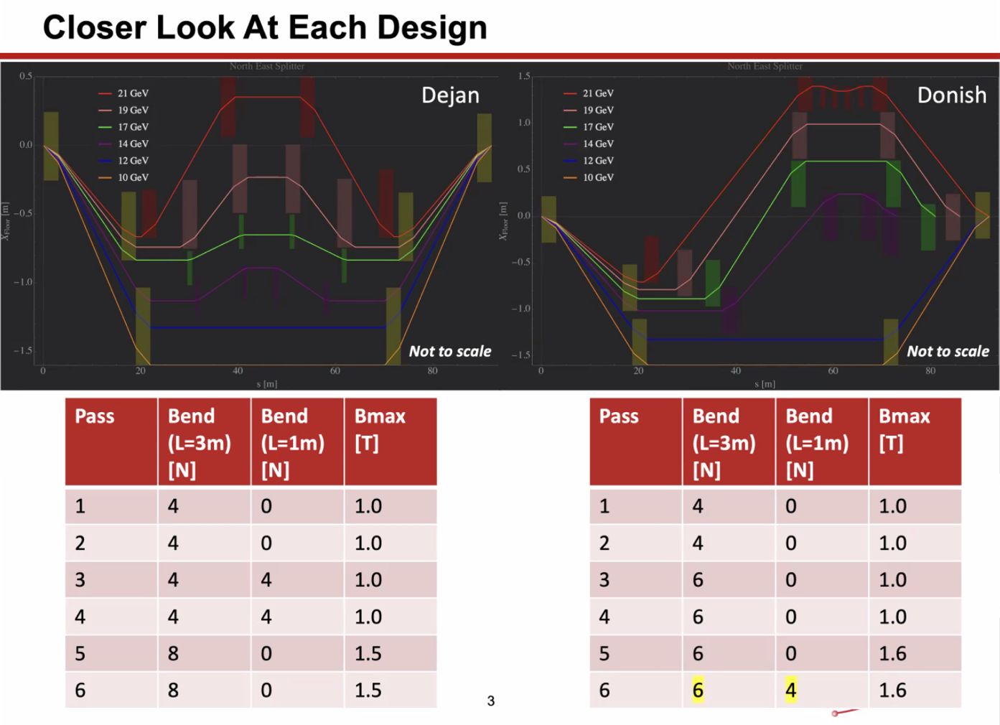 Closer Look At Each Design
North East Splitter
Dejan
21 GeV
19 GeV
17 GeV
14 GeV
12 GeV
10 GeV
0.5
0.0
−0.5
−1.0
−1.5
XFloor [m]
0 20 40 60 80
s [m]
Not to scale
North East Splitter
Donish
21 GeV
19 GeV
17 GeV
14 GeV
12 GeV
10 GeV
1.5
1.0
0.5
0.0
−0.5
−1.0
−1.5
XFloor [m]
0 20 40 60 80
s [m]
Not to scale
Pass Bend (L=3m) [N] Bend (L=1m) [N] Bmax [T]
1 4 0 1.0
2 4 0 1.0
3 4 4 1.0
4 4 4 1.0
5 8 0 1.5
6 8 0 1.5
Pass Bend (L=3m) [N] Bend (L=1m) [N] Bmax [T]
1 4 0 1.0
2 4 0 1.0
3 6 0 1.0
4 6 0 1.0
5 6 0 1.6
6 6 4 1.6
3